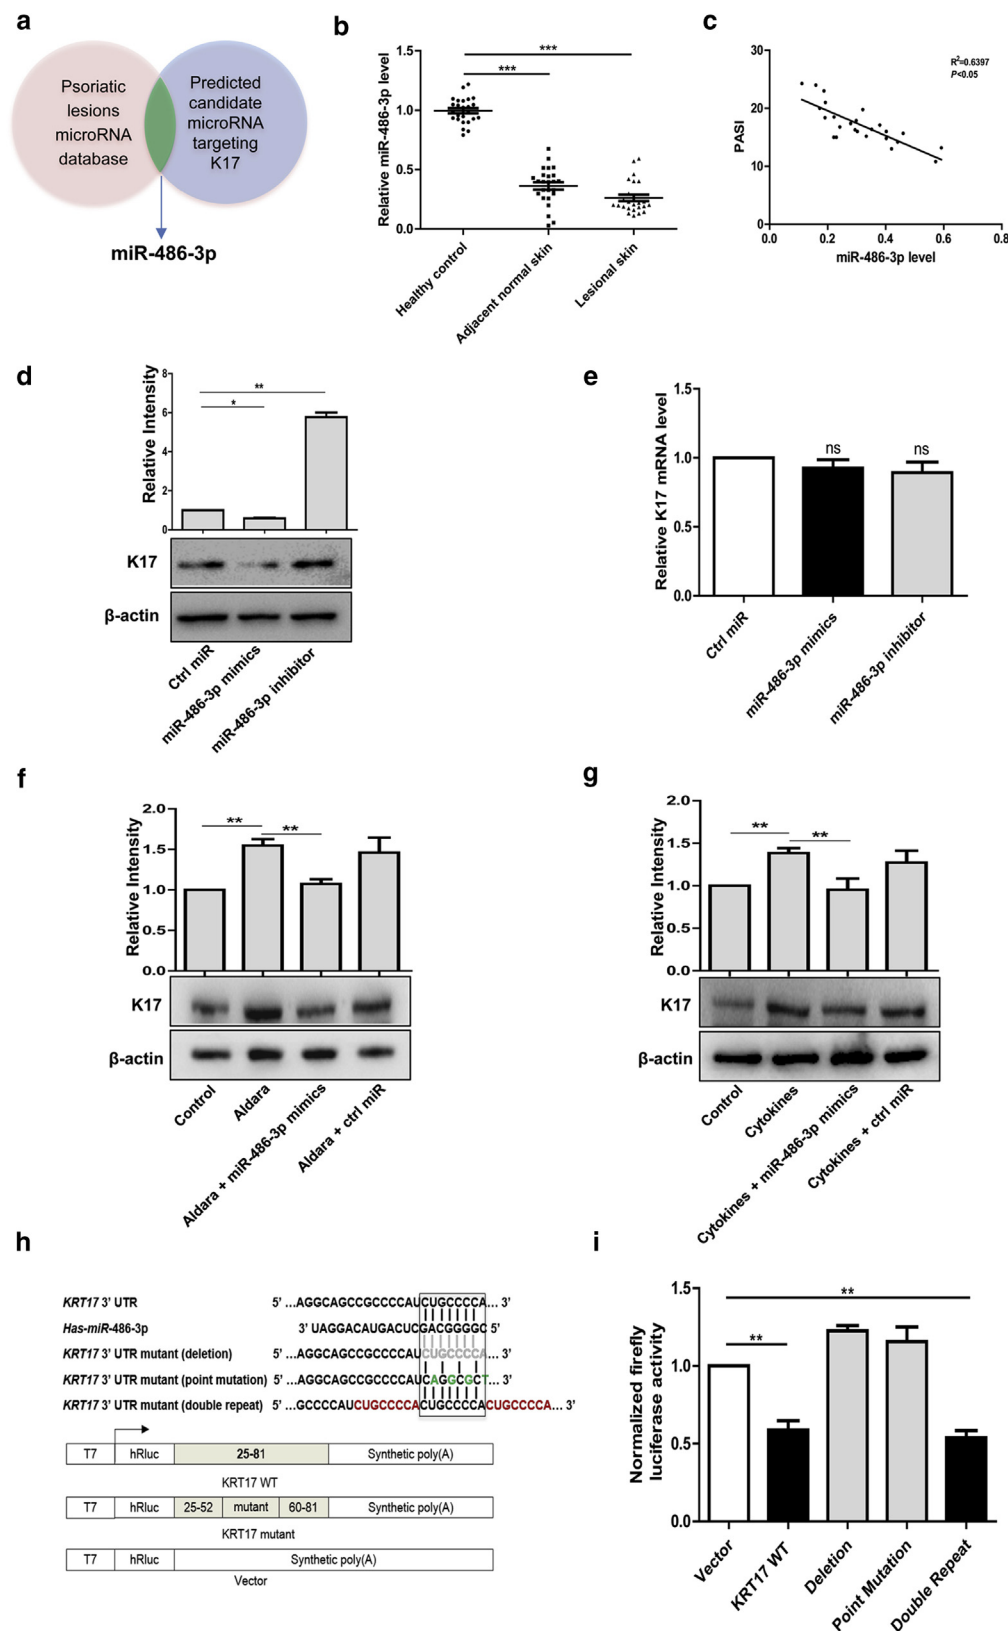 a
Psoriatic
lesions
microRNA
database
Predicted
candidate
microRNA
targeting
K17
miR-486-3p
b
Relative miR-486-3p level
1.5
1.0
0.5
0.0
***
***
Healthy control
Adjacent normal skin
Lesional skin
c
PASI
30
20
10
0
0.0
0.2
0.4
0.6
0.8
miR-486-3p level
R²=0.6397
P<0.05
d
Relative Intensity
8
6
4
2
0
**
*
K17
β-actin
Ctrl miR
miR-486-3p mimics
miR-486-3p inhibitor
e
Relative K17 mRNA level
1.5
1.0
0.5
0.0
ns
ns
Ctrl miR
miR-486-3p mimics
miR-486-3p inhibitor
f
Relative Intensity
2.0
1.5
1.0
0.5
0.0
**
**
K17
β-actin
Control
Aldara
Aldara + miR-486-3p mimics
Aldara + ctrl miR
g
Relative Intensity
2.0
1.5
1.0
0.5
0.0
**
**
K17
β-actin
Control
Cytokines
Cytokines + miR-486-3p mimics
Cytokines + ctrl miR
h
KRT17 3' UTR 5' ...AGGCAGCCGCCCCAUCUGCCCCA... 3'
Has-miR-486-3p 3' UAGGACAUGACUCGACGGGGC 5'
KRT17 3' UTR mutant (deletion) 5' ...AGGCAGCCGCCCCAUCUGCCCCA... 3'
KRT17 3' UTR mutant (point mutation) 5' ...AGGCAGCCGCCCCAUCAGGCGCT... 3'
KRT17 3' UTR mutant (double repeat) 5' ...GCCCCAUCUGCCCCACUGCCCCACUGCCCCA... 3'
T7 hRluc 25-81 Synthetic poly(A)
KRT17 WT
T7 hRluc 25-52 mutant 60-81 Synthetic poly(A)
KRT17 mutant
T7 hRluc Synthetic poly(A)
Vector
i
Normalized firefly
luciferase activity
1.5
1.0
0.5
0.0
**
**
Vector
KRT17 WT
Deletion
Point Mutation
Double Repeat